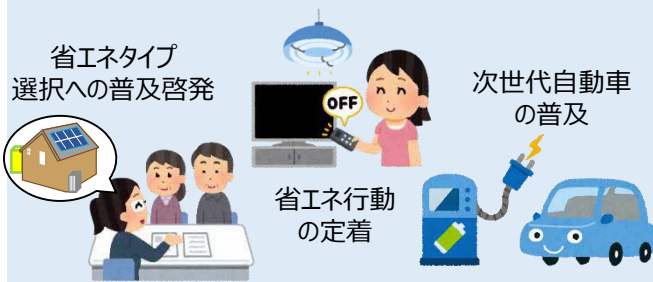 省エネタイプ
選択への普及啓発
OFF
省エネ行動
の定着
次世代自動車
の普及